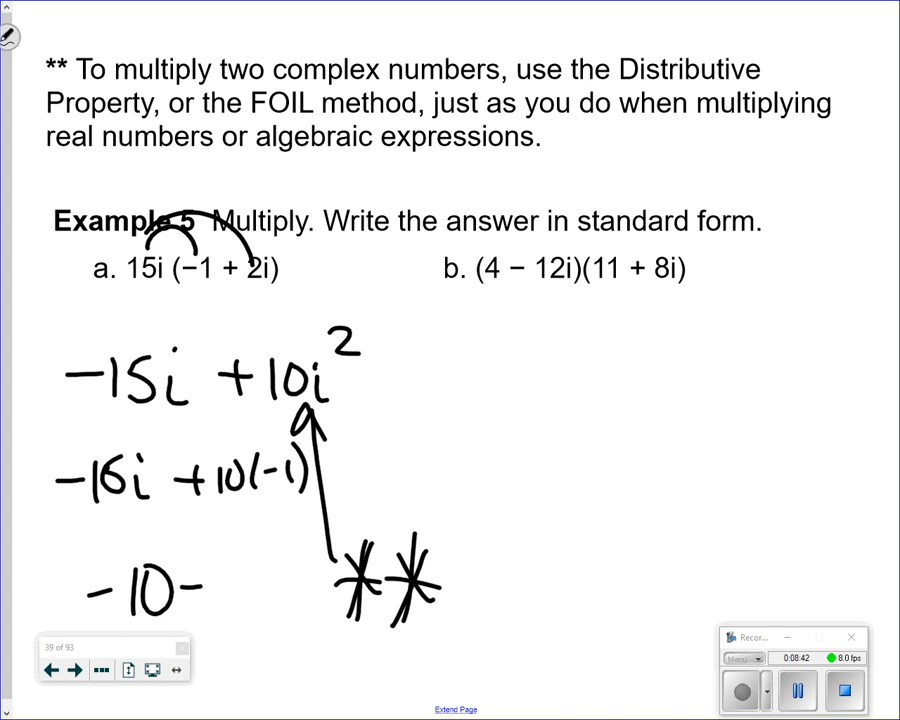 ** To multiply two complex numbers, use the Distributive
Property, or the FOIL method, just as you do when multiplying
real numbers or algebraic expressions.
Example 5 Multiply. Write the answer in standard form.
a. 15i (−1 + 2i)
b. (4 − 12i)(11 + 8i)
-15i +10i²
-15i +10(-1)
-10-
**
39 of 93
Recor...
Menu
0:08:42
8.0 fps
Extend Page